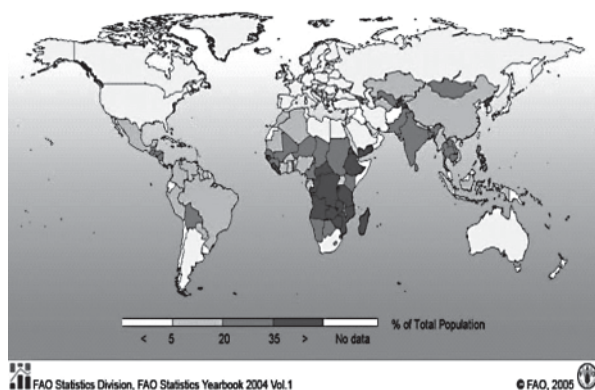 % of Total Population
< 5 20 35 > No data
FAO Statistics Division, FAO Statistics Yearbook 2004 Vol.1
© FAO, 2005